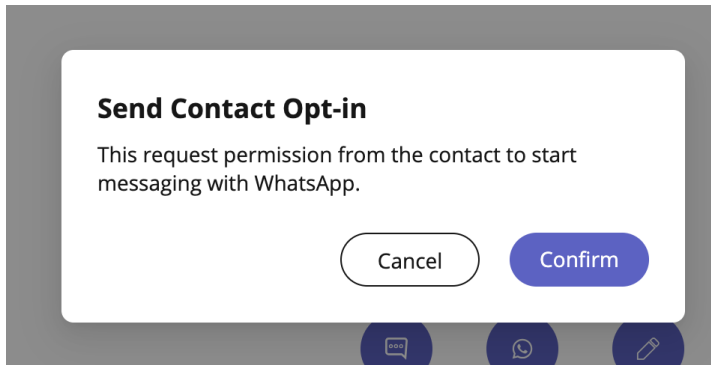 Send Contact Opt-in
This request permission from the contact to start
messaging with WhatsApp.
Cancel
Confirm